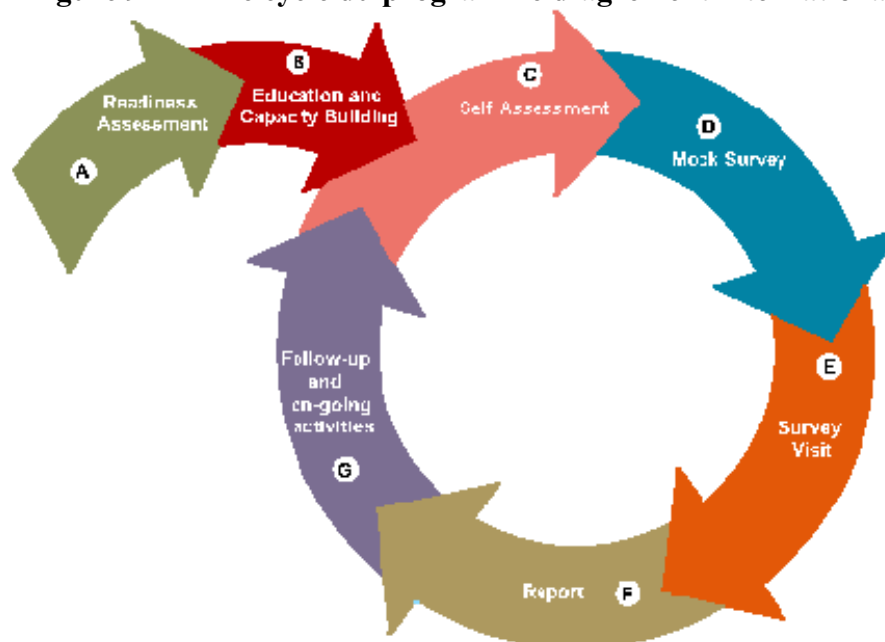 A
Readiness
Assessment
B
Education and
Capacity Building
C
Self Assessment
D
Mock Survey
E
Survey
Visit
Report
F
Follow-up
and
on-going
activities
G